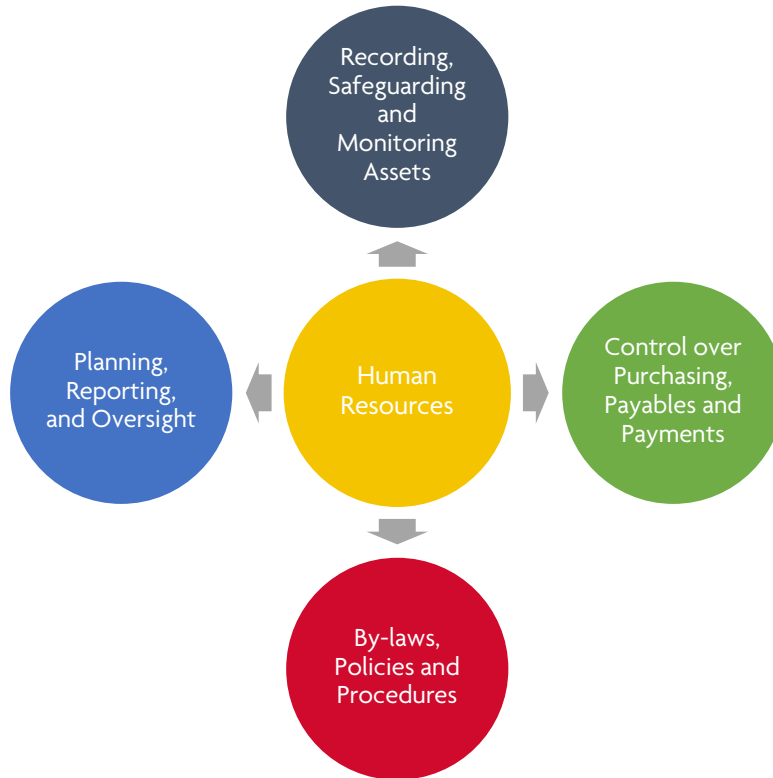 Recording,
Safeguarding
and
Monitoring
Assets
Planning,
Reporting,
and Oversight
Human
Resources
Control over
Purchasing,
Payables and
Payments
By-laws,
Policies and
Procedures